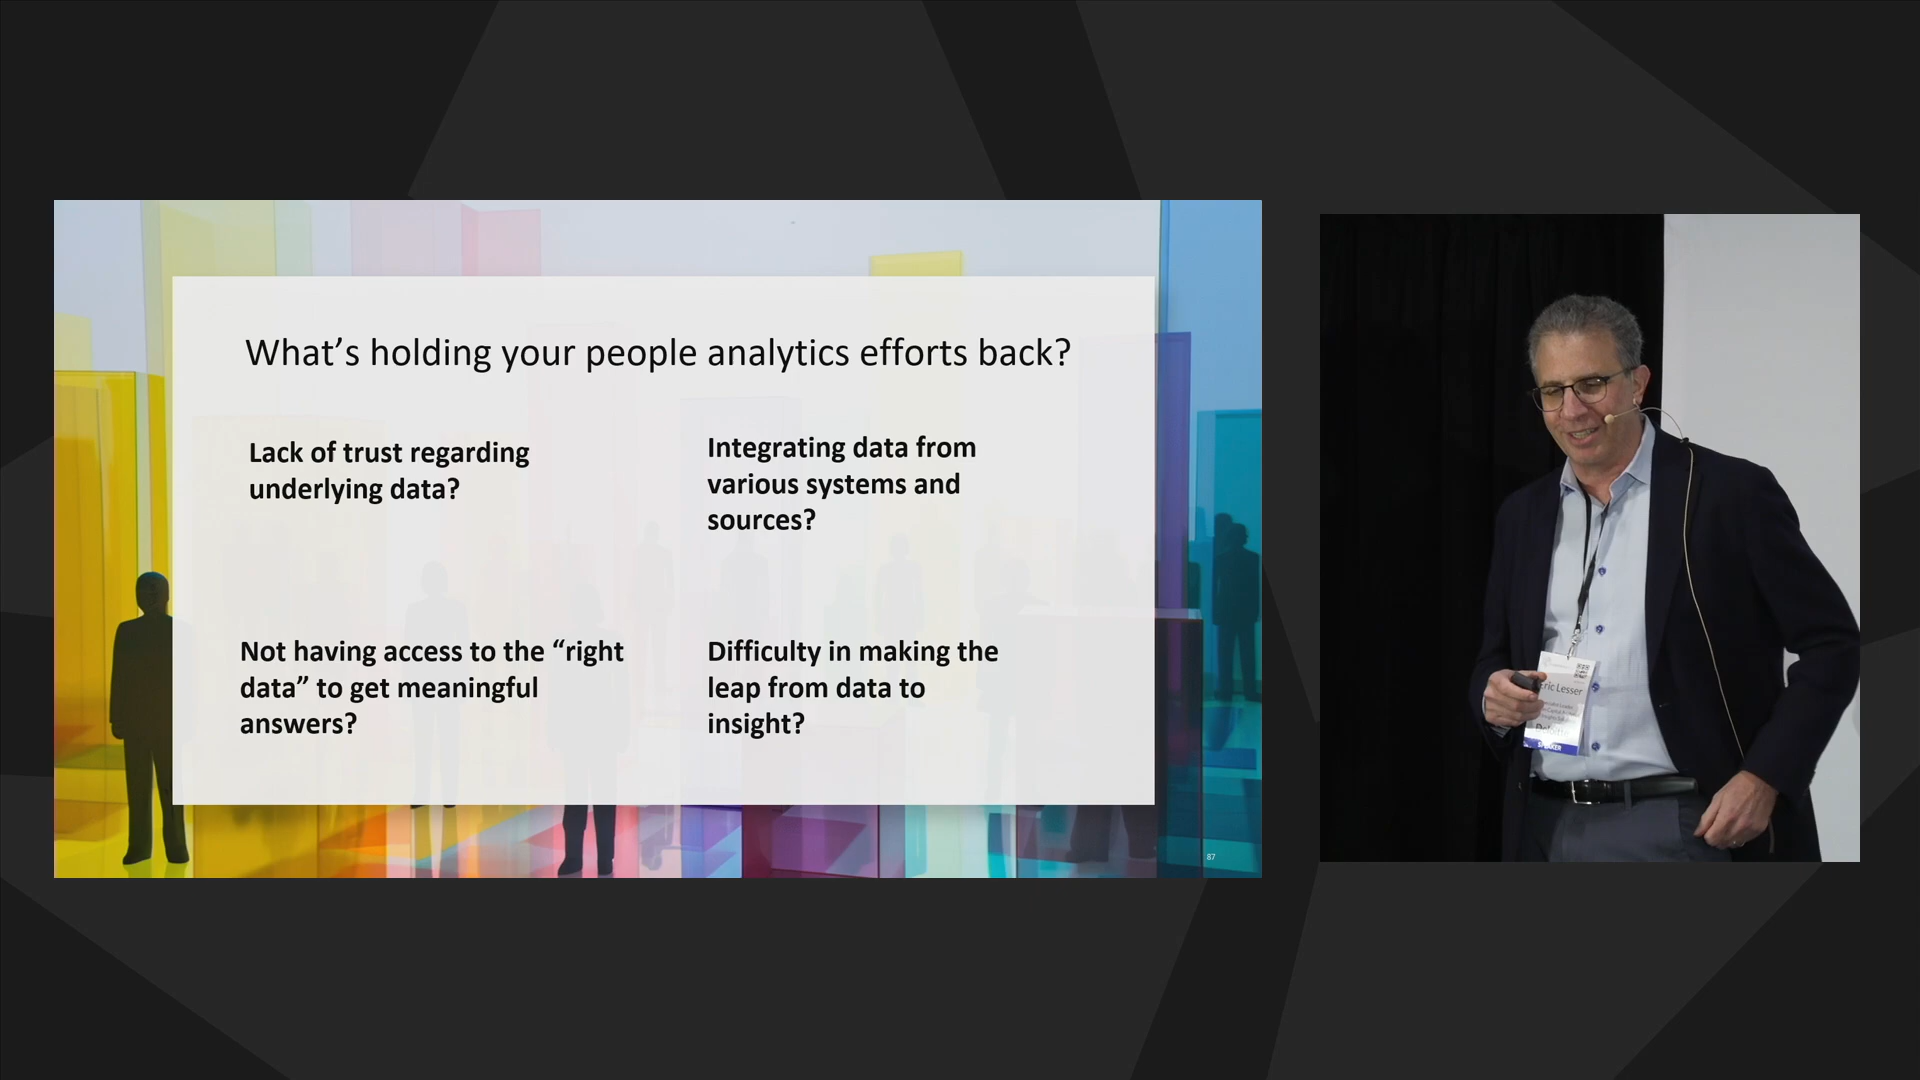 What’s holding your people analytics efforts back?
Lack of trust regarding
underlying data?
Integrating data from
various systems and
sources?
Not having access to the “right
data” to get meaningful
answers?
Difficulty in making the
leap from data to
insight?
87
Eric Lesser
Deloitte
SPEAKER